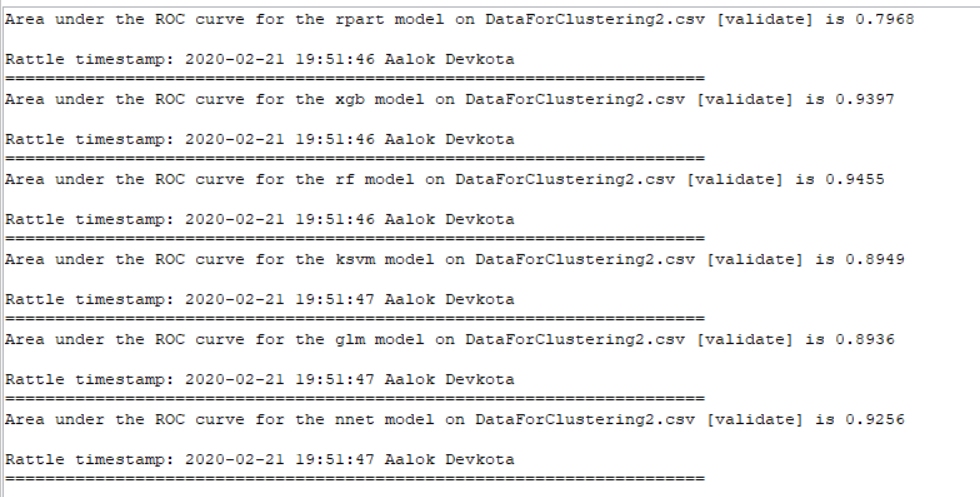 Area under the ROC curve for the rpart model on DataForClustering2.csv [validate] is 0.7968
Rattle timestamp: 2020-02-21 19:51:46 Aalok Devkota
======================================================================
Area under the ROC curve for the xgb model on DataForClustering2.csv [validate] is 0.9397
Rattle timestamp: 2020-02-21 19:51:46 Aalok Devkota
======================================================================
Area under the ROC curve for the rf model on DataForClustering2.csv [validate] is 0.9455
Rattle timestamp: 2020-02-21 19:51:46 Aalok Devkota
======================================================================
Area under the ROC curve for the ksvm model on DataForClustering2.csv [validate] is 0.8949
Rattle timestamp: 2020-02-21 19:51:47 Aalok Devkota
======================================================================
Area under the ROC curve for the glm model on DataForClustering2.csv [validate] is 0.8936
Rattle timestamp: 2020-02-21 19:51:47 Aalok Devkota
======================================================================
Area under the ROC curve for the nnet model on DataForClustering2.csv [validate] is 0.9256
Rattle timestamp: 2020-02-21 19:51:47 Aalok Devkota
======================================================================